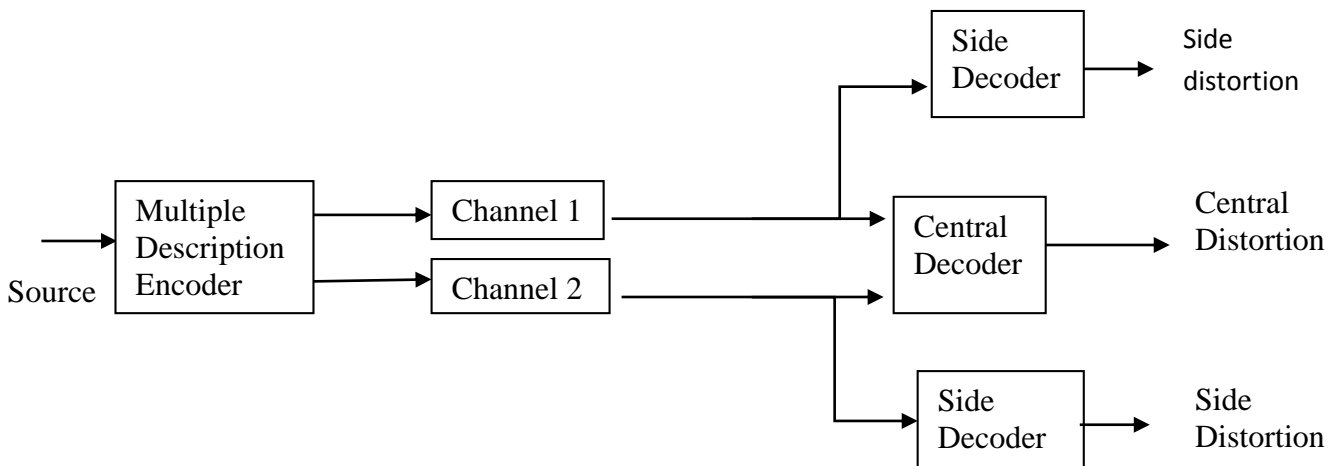 Side
Decoder
Side
distortion
Multiple
Description
Encoder
Channel 1
Channel 2
Source
Central
Decoder
Central
Distortion
Side
Decoder
Side
Distortion